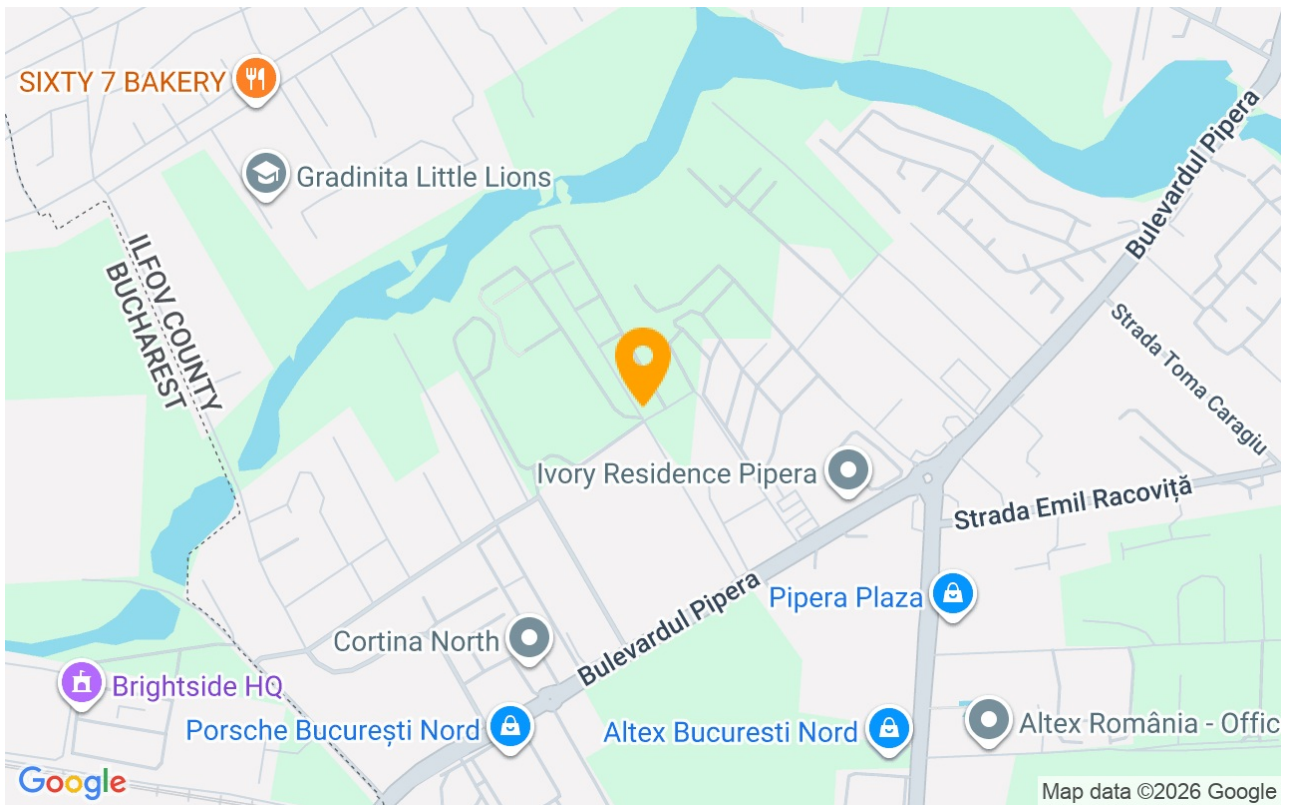 SIXTY 7 BAKERY
Gradinita Little Lions
Bulevardul Pipera
ILFOV COUNTY
BUCHAREST
Strada Toma Caragiu
Ivory Residence Pipera
Strada Emil Racoviță
Pipera Plaza
Bulevardul Pipera
Cortina North
Brightside HQ
Porsche București Nord
Altex Bucuresti Nord
Altex România - Offic
Google
Map data ©2026 Google